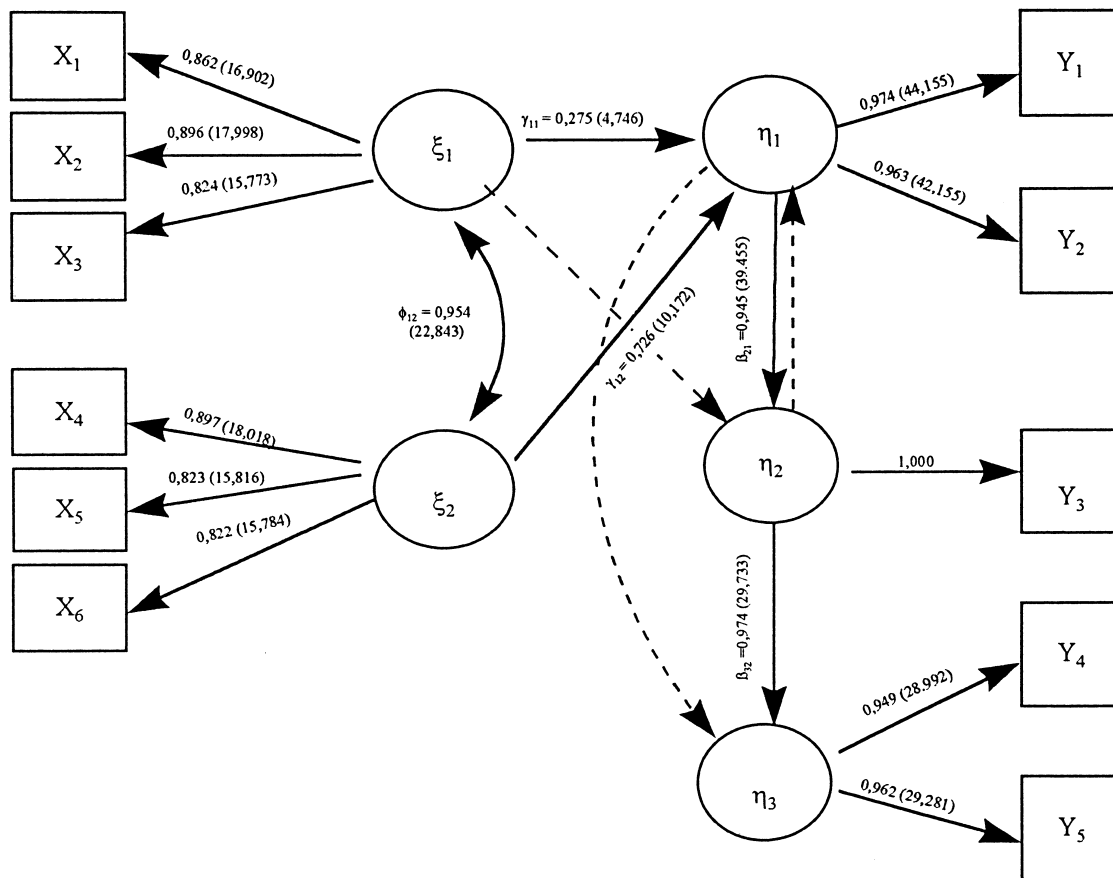 X1
0,862 (16,902)
X2
0,896 (17,998)
X3
0,824 (15,773)
ξ1
γ11 = 0,275 (4,746)
η1
0,974 (44,155)
Y1
0,963 (42,155)
Y2
ϕ12 = 0,954
(22,843)
γ12 = 0,726 (10,172)
ß21 =0,945 (39.455)
X4
0,897 (18,018)
X5
0,823 (15,816)
X6
0,822 (15,784)
ξ2
η2
1,000
Y3
ß32 =0,974 (29,733)
η3
0,949 (28.992)
Y4
0,962 (29,281)
Y5